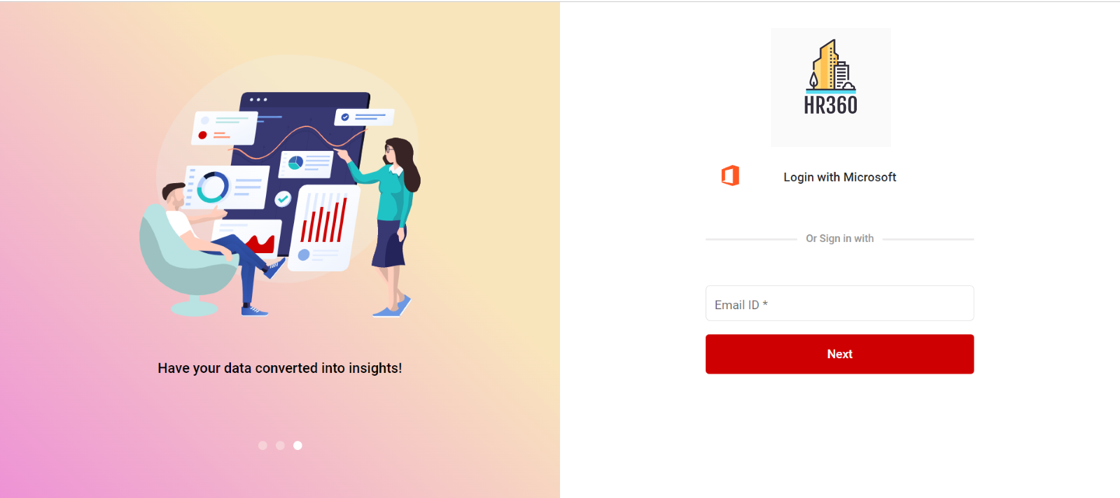 Have your data converted into insights!
HR360
Login with Microsoft
Or Sign in with
Email ID *
Next